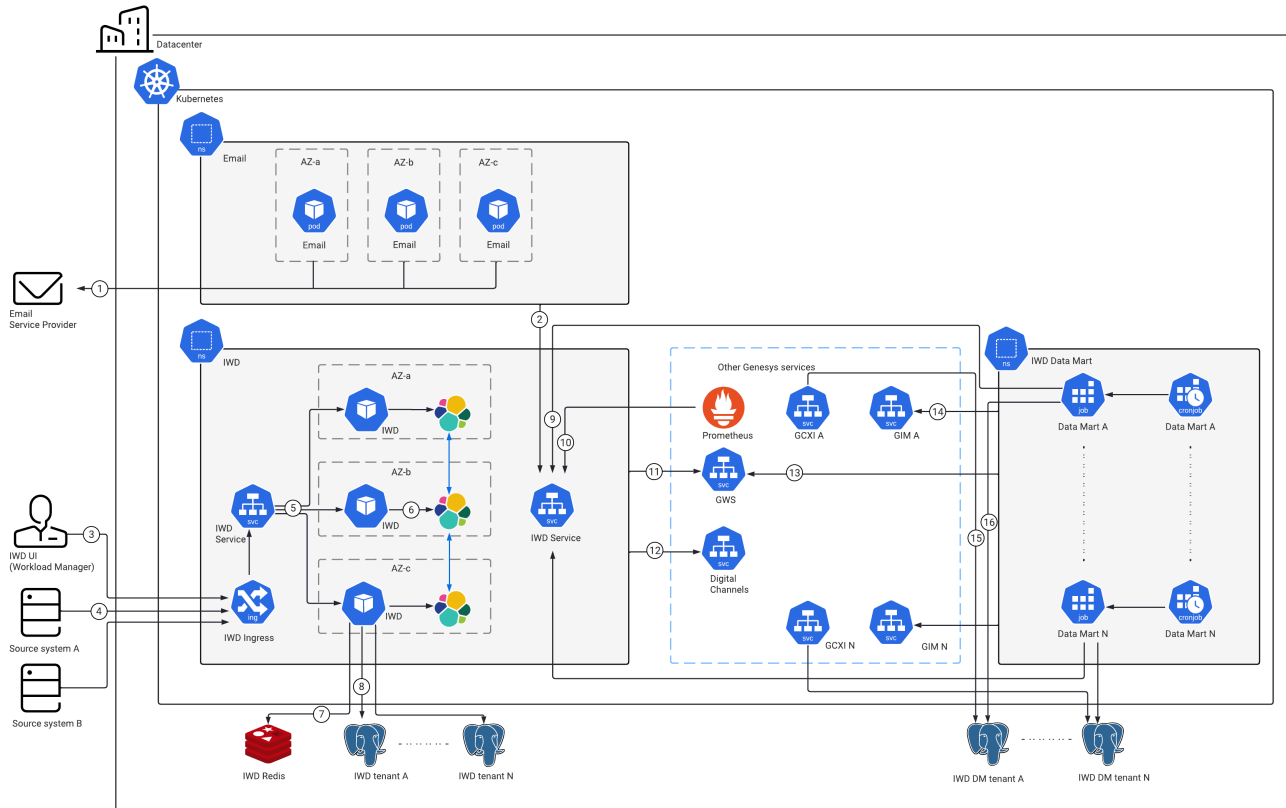 Datacenter
Kubernetes
ns
Email
AZ-a
AZ-b
AZ-c
pod
pod
pod
Email
Email
Email
1
Email
Service Provider
2
ns
IWD
AZ-a
IWD
AZ-b
IWD
AZ-c
IWD
5
6
svc
IWD
Service
ing
IWD Ingress
3
IWD UI
(Workload Manager)
4
Source system A
Source system B
svc
IWD Service
9
10
11
12
Other Genesys services
Prometheus
svc
GCXI A
svc
GIM A
svc
GWS
svc
Digital
Channels
svc
GCXI N
svc
GIM N
13
14
15
16
ns
IWD Data Mart
job
Data Mart A
cronjob
Data Mart A
job
Data Mart N
cronjob
Data Mart N
7
8
IWD Redis
IWD tenant A
IWD tenant N
IWD DM tenant A
IWD DM tenant N